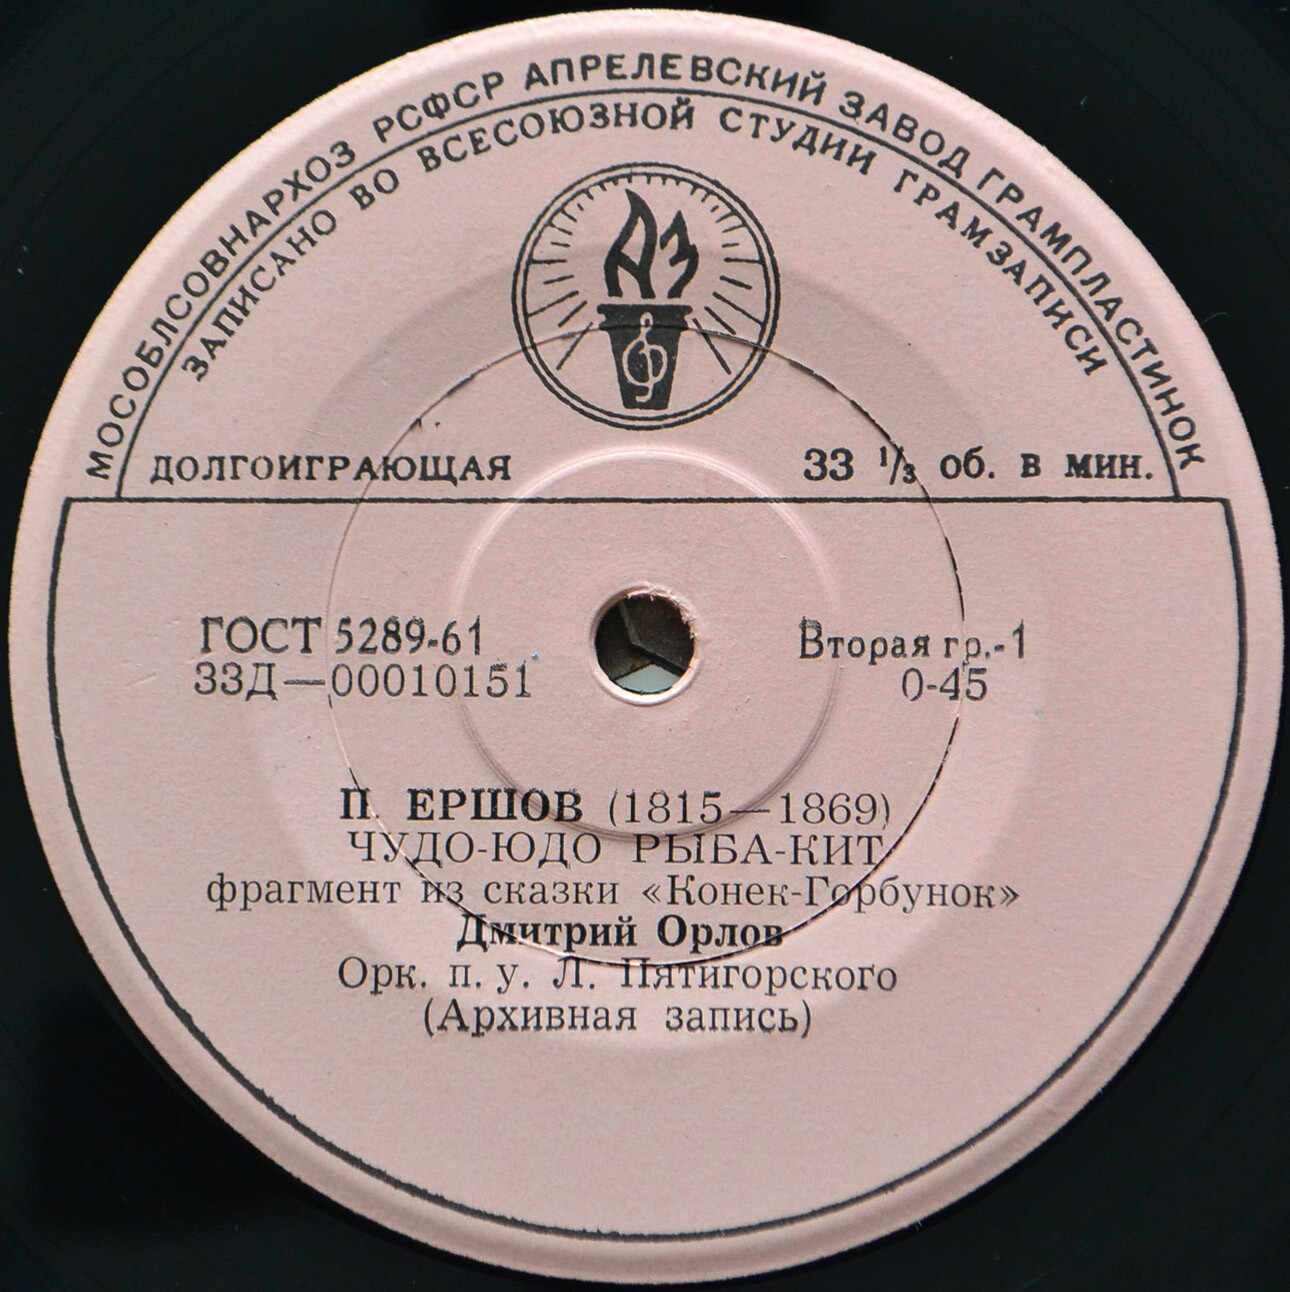 МОСОБЛСОВНАРХОЗ РСФСР АПРЕЛЕВСКИЙ ЗАВОД ГРАМПЛАСТИНОК
ЗАПИСАНО ВО ВСЕСОЮЗНОЙ СТУДИИ ГРАМЗАПИСИ
АЗ
ДОЛГОИГРАЮЩАЯ 33 1/3 об. в мин.
ГОСТ 5289-61 Вторая гр.-1
33Д—00010151 0-45
П ЕРШОВ (1815—1869)
ЧУДО-ЮДО РЫБА-КИТ
фрагмент из сказки «Конек-Горбунок»
Дмитрий Орлов
Орк. п. у. Л. Пятигорского
(Архивная запись)